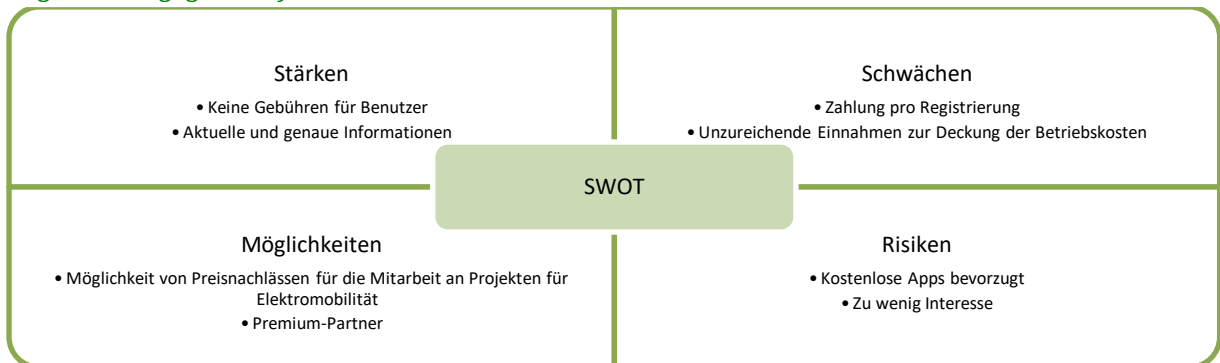 Stärken
• Keine Gebühren für Benutzer
• Aktuelle und genaue Informationen
Schwächen
• Zahlung pro Registrierung
• Unzureichende Einnahmen zur Deckung der Betriebskosten
SWOT
Möglichkeiten
• Möglichkeit von Preisnachlässen für die Mitarbeit an Projekten für
Elektromobilität
• Premium-Partner
Risiken
• Kostenlose Apps bevorzugt
• Zu wenig Interesse